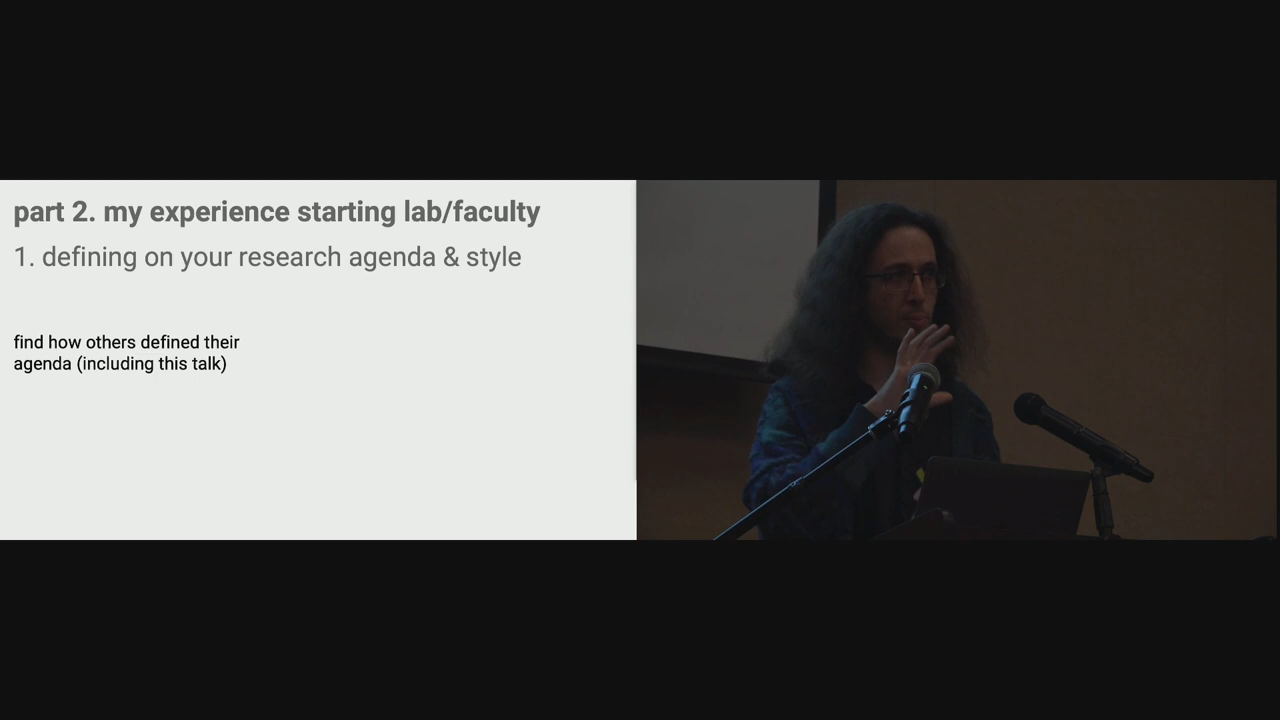 part 2. my experience starting lab/faculty
1. defining on your research agenda & style
find how others defined their
agenda (including this talk)